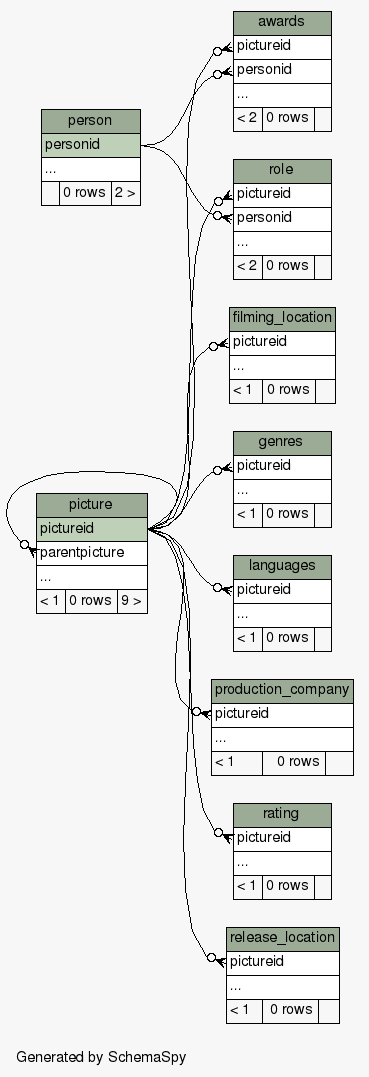 awards
pictureid
personid
...
< 2 0 rows
person
personid
...
0 rows 2 >
role
pictureid
personid
...
< 2 0 rows
filming_location
pictureid
...
< 1 0 rows
genres
pictureid
...
< 1 0 rows
picture
pictureid
parentpicture
...
< 1 0 rows 9 >
languages
pictureid
...
< 1 0 rows
production_company
pictureid
...
< 1 0 rows
rating
pictureid
...
< 1 0 rows
release_location
pictureid
...
< 1 0 rows
Generated by SchemaSpy